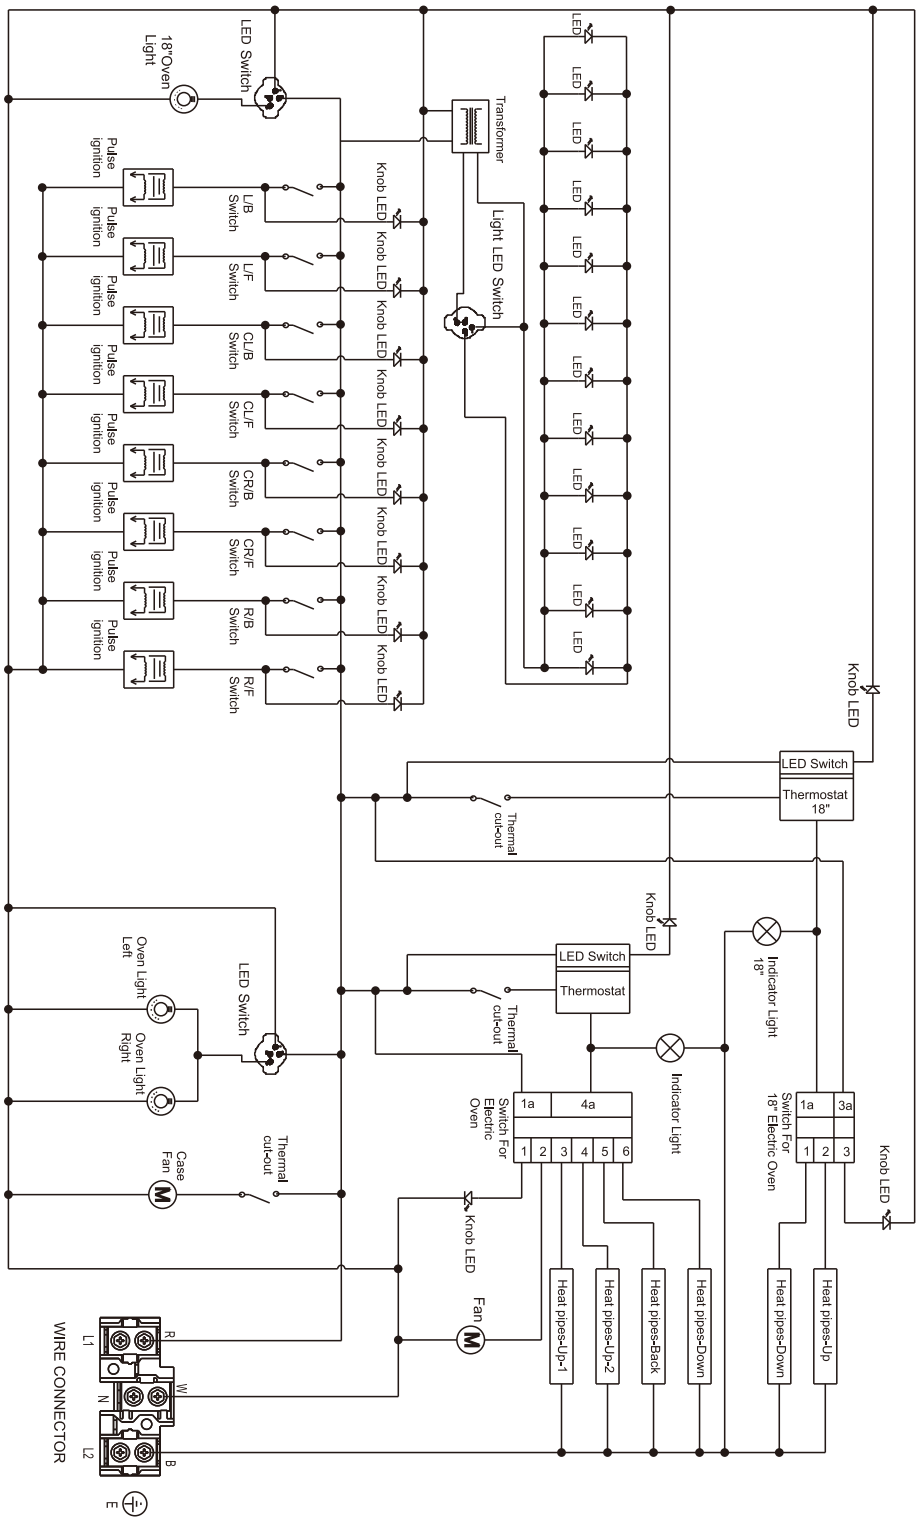 LED Switch
18"Oven
Light
Transformer
LED
LED
LED
LED
LED
LED
LED
LED
LED
LED
LED
LED
Pulse
ignition
L/B
Switch
Knob LED
Pulse
ignition
L/F
Switch
Knob LED
Pulse
ignition
CL/B
Switch
Knob LED
Pulse
ignition
CL/F
Switch
Knob LED
Pulse
ignition
CR/B
Switch
Knob LED
Pulse
ignition
CR/F
Switch
Knob LED
Pulse
ignition
R/B
Switch
Knob LED
Pulse
ignition
R/F
Switch
Knob LED
Light LED Switch
Knob LED
LED Switch
Thermostat
18"
Thermal
cut-out
Knob LED
LED Switch
Thermostat
Thermal
cut-out
Indicator Light
18"
Indicator Light
Oven Light
Left
Oven Light
Right
LED Switch
Case
Fan
M
Thermal
cut-out
Switch For
Electric
Oven
1a 4a
1 2 3 4 5 6
Switch For
18" Electric Oven
1a 3a
1 2 3
Knob LED
Knob LED
Fan
M
Heat pipes-Up-1
Heat pipes-Up-2
Heat pipes-Back
Heat pipes-Down
Heat pipes-Down
Heat pipes-Up
WIRE CONNECTOR
L1
R
N
W
L2
B
E